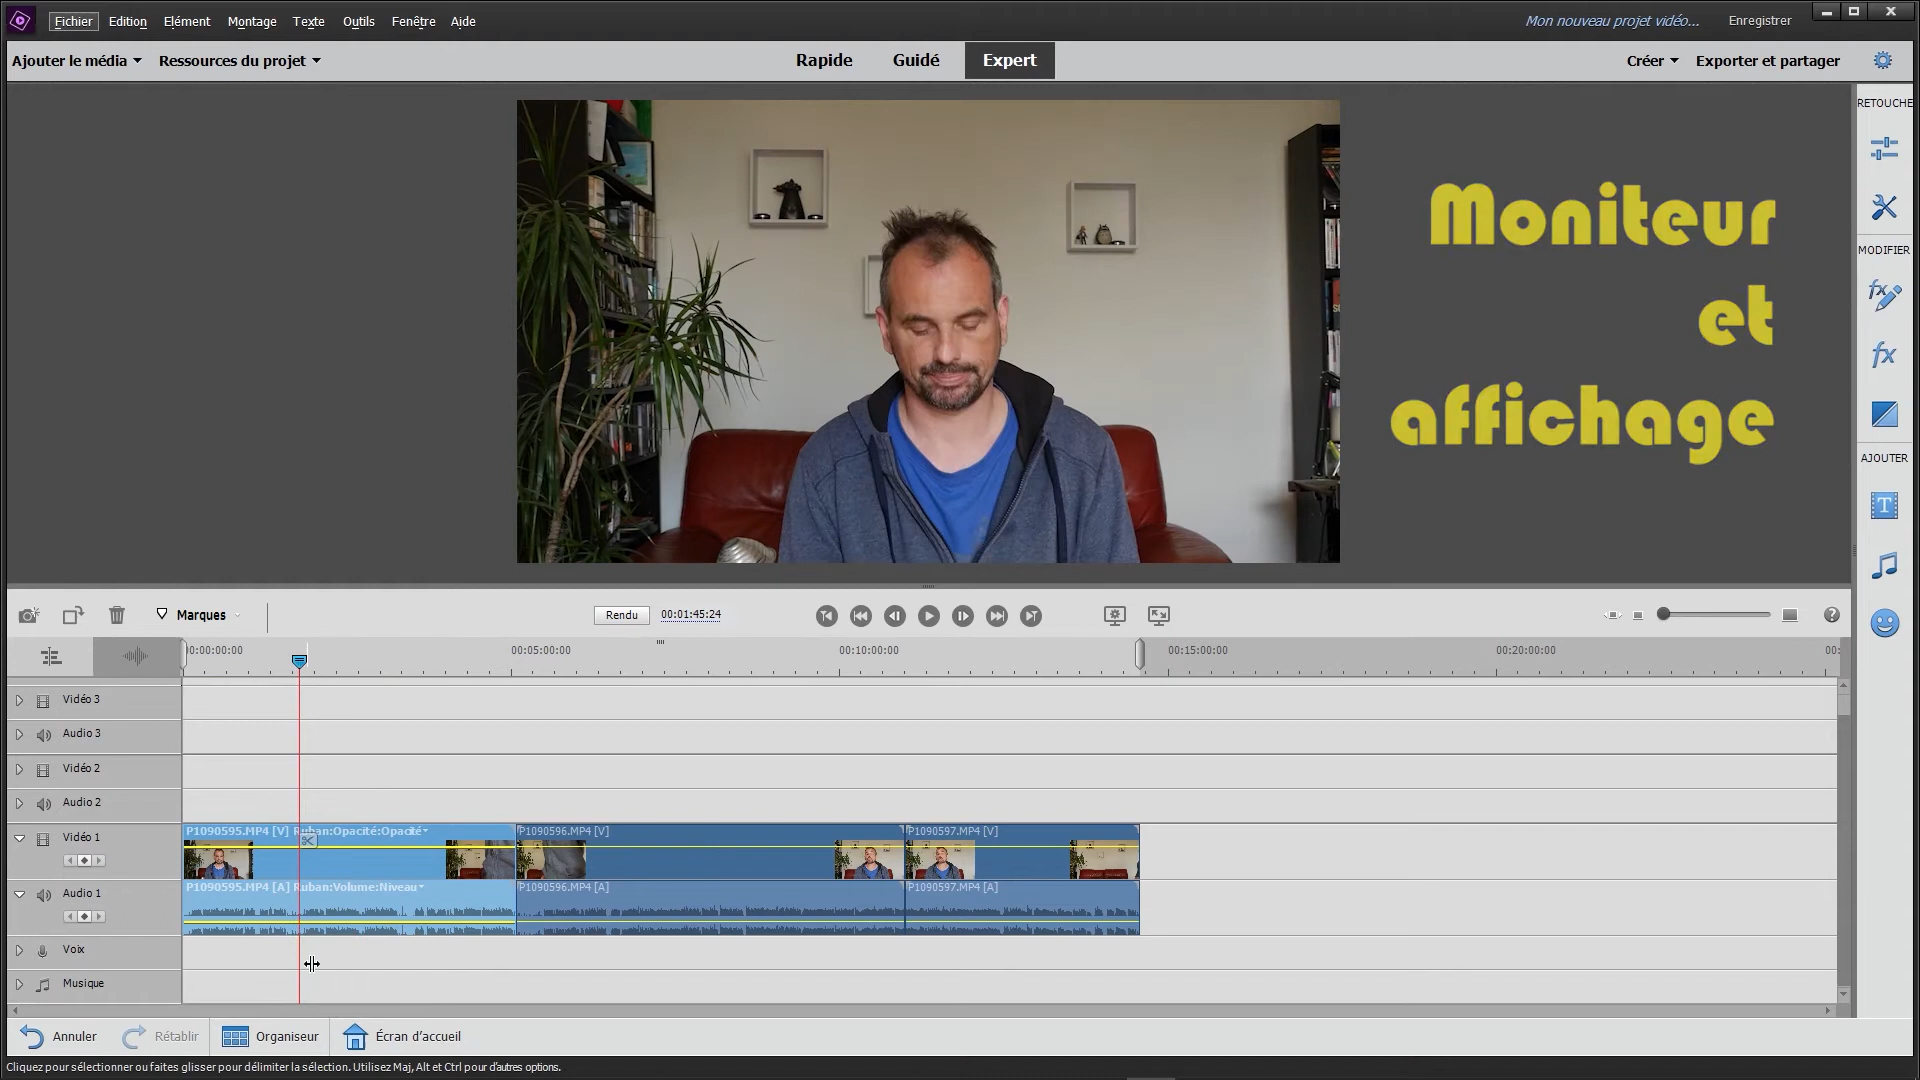 Fichier Edition Elément Montage Texte Outils Fenêtre Aide
Mon nouveau projet vidéo... Enregistrer
Ajouter le média Ressources du projet
Rapide Guidé Expert
Créer Exporter et partager
RETOUCHE
Moniteur
et
affichage
MODIFIER
fx
fx
AJOUTER
T
Marques
Rendu 00:01:45:24
00:00:00:00 00:05:00:00 00:10:00:00 00:15:00:00 00:20:00:00 00:
Vidéo 3
Audio 3
Vidéo 2
Audio 2
Vidéo 1
P1090595.MP4 [V] Ruban:Opacité:Opacité
P1090596.MP4 [V]
P1090597.MP4 [V]
Audio 1
P1090595.MP4 [A] Ruban:Volume:Niveau
P1090596.MP4 [A]
P1090597.MP4 [A]
Voix
Musique
Annuler Rétablir Organiseur Écran d'accueil
Cliquez pour sélectionner ou faites glisser pour délimiter la sélection. Utilisez Maj, Alt et Ctrl pour d'autres options.